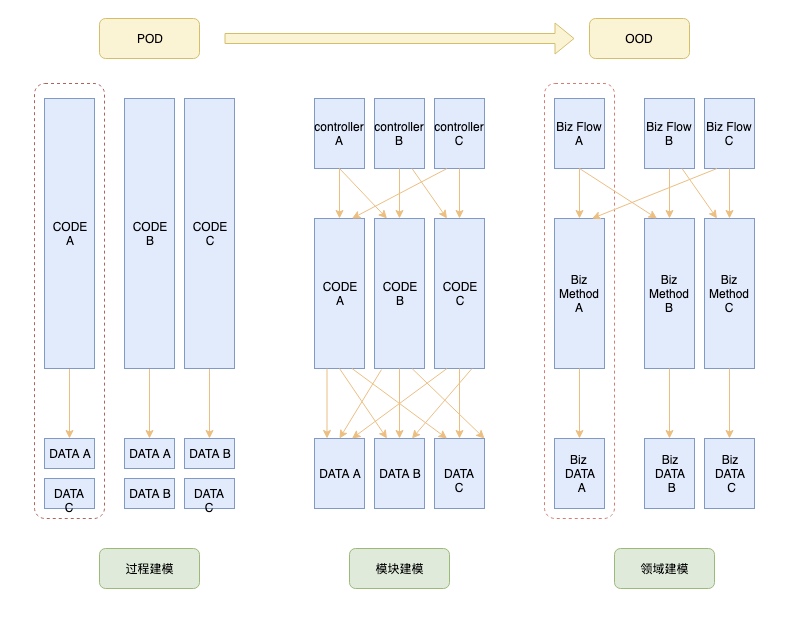 POD
OOD
CODE
A
CODE
B
CODE
C
DATA A
DATA C
DATA A
DATA B
DATA B
DATA C
过程建模
controller
A
controller
B
controller
C
CODE
A
CODE
B
CODE
C
DATA A
DATA B
DATA
C
模块建模
Biz Flow
A
Biz Flow
B
Biz Flow
C
Biz
Method
A
Biz
Method
B
Biz
Method
C
Biz
DATA
A
Biz
DATA
B
Biz
DATA
C
领域建模